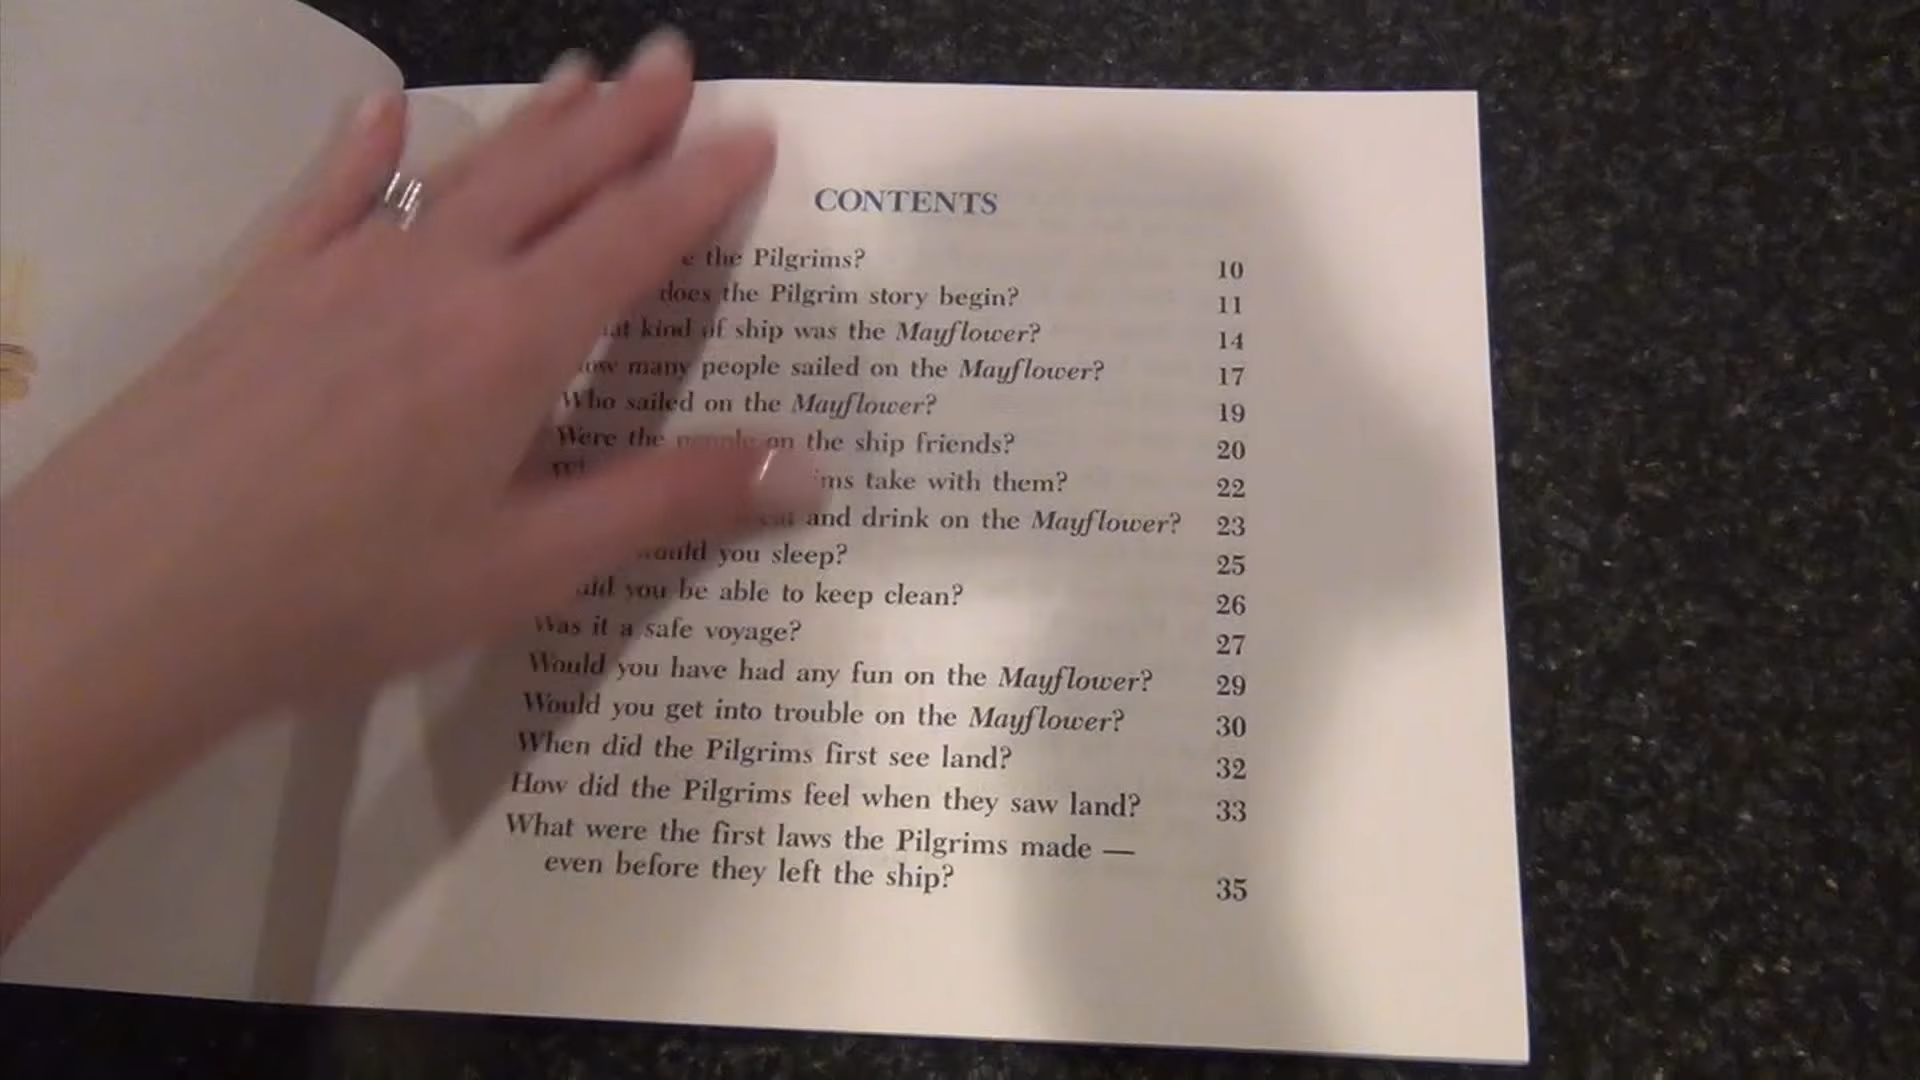 CONTENTS
the Pilgrims? 10
does the Pilgrim story begin? 11
kind of ship was the Mayflower? 14
many people sailed on the Mayflower? 17
Who sailed on the Mayflower? 19
Were the people on the ship friends? 20
take with them? 22
and drink on the Mayflower? 23
you sleep? 25
you be able to keep clean? 26
Was it a safe voyage? 27
Would you have had any fun on the Mayflower? 29
Would you get into trouble on the Mayflower? 30
When did the Pilgrims first see land? 32
How did the Pilgrims feel when they saw land? 33
What were the first laws the Pilgrims made —
even before they left the ship? 35